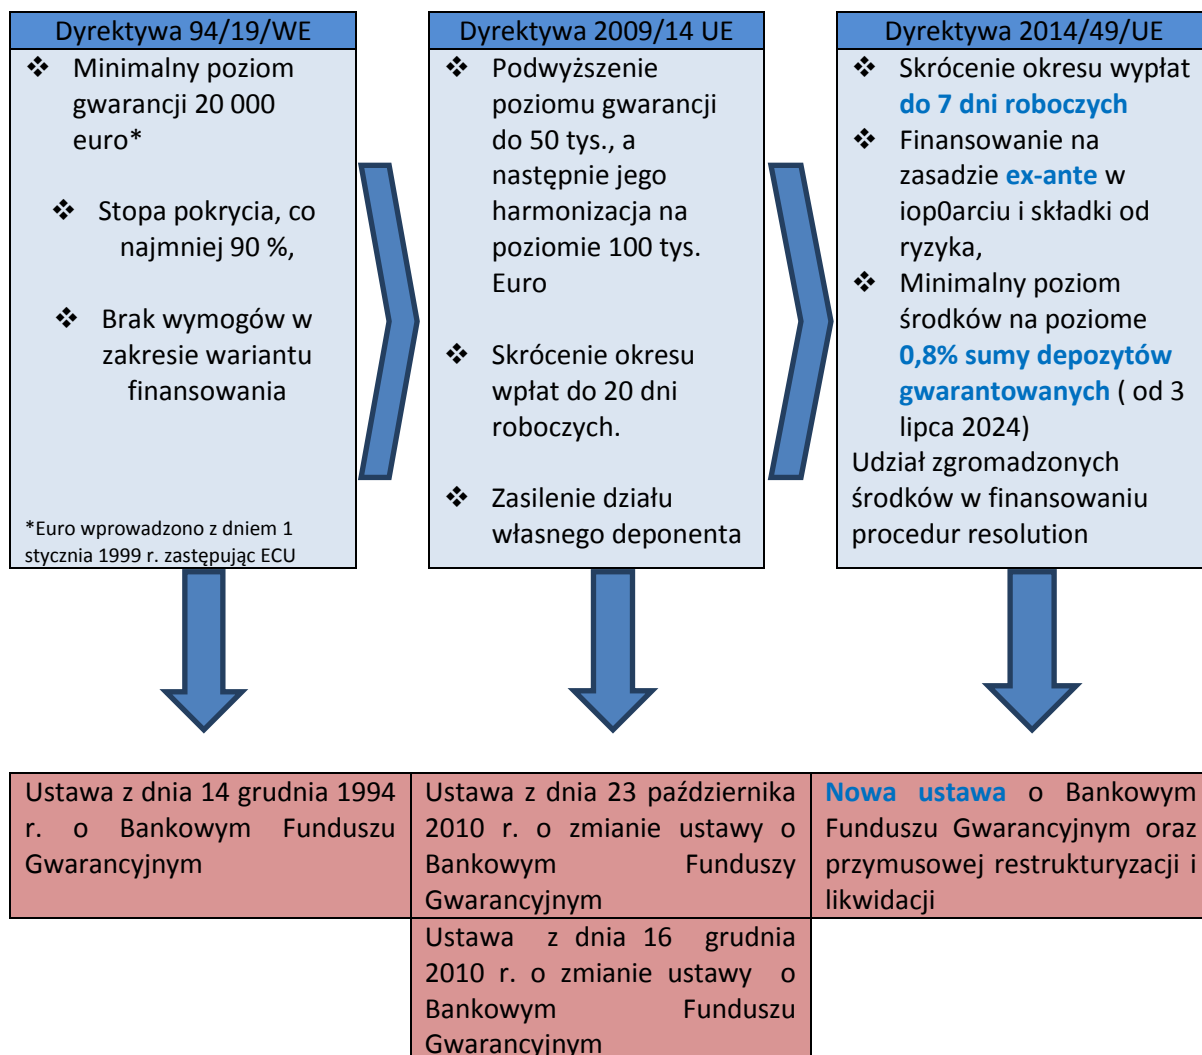 Dyrektywa 94/19/WE
❖ Minimalny poziom
gwarancji 20 000
euro*
❖ Stopa pokrycia, co
najmniej 90 %,
❖ Brak wymogów w
zakresie wariantu
finansowania
*Euro wprowadzono z dniem 1
stycznia 1999 r. zastępując ECU
Dyrektywa 2009/14 UE
❖ Podwyższenie
poziomu gwarancji
do 50 tys., a
następnie jego
harmonizacja na
poziomie 100 tys.
Euro
❖ Skrócenie okresu
wpłat do 20 dni
roboczych.
❖ Zasilenie działu
własnego deponenta
Dyrektywa 2014/49/UE
❖ Skrócenie okresu wypłat
do 7 dni roboczych
❖ Finansowanie na
zasadzie ex-ante w
iop0arciu i składki od
ryzyka,
❖ Minimalny poziom
środków na poziome
0,8% sumy depozytów
gwarantowanych ( od 3
lipca 2024)
Udział zgromadzonych
środków w finansowaniu
procedur resolution
Ustawa z dnia 14 grudnia 1994
r. o Bankowym Funduszu
Gwarancyjnym
Ustawa z dnia 23 października
2010 r. o zmianie ustawy o
Bankowym Funduszy
Gwarancyjnym
Ustawa z dnia 16 grudnia
2010 r. o zmianie ustawy o
Bankowym Funduszu
Gwarancyjnym
Nowa ustawa o Bankowym
Funduszu Gwarancyjnym oraz
przymusowej restrukturyzacji i
likwidacji